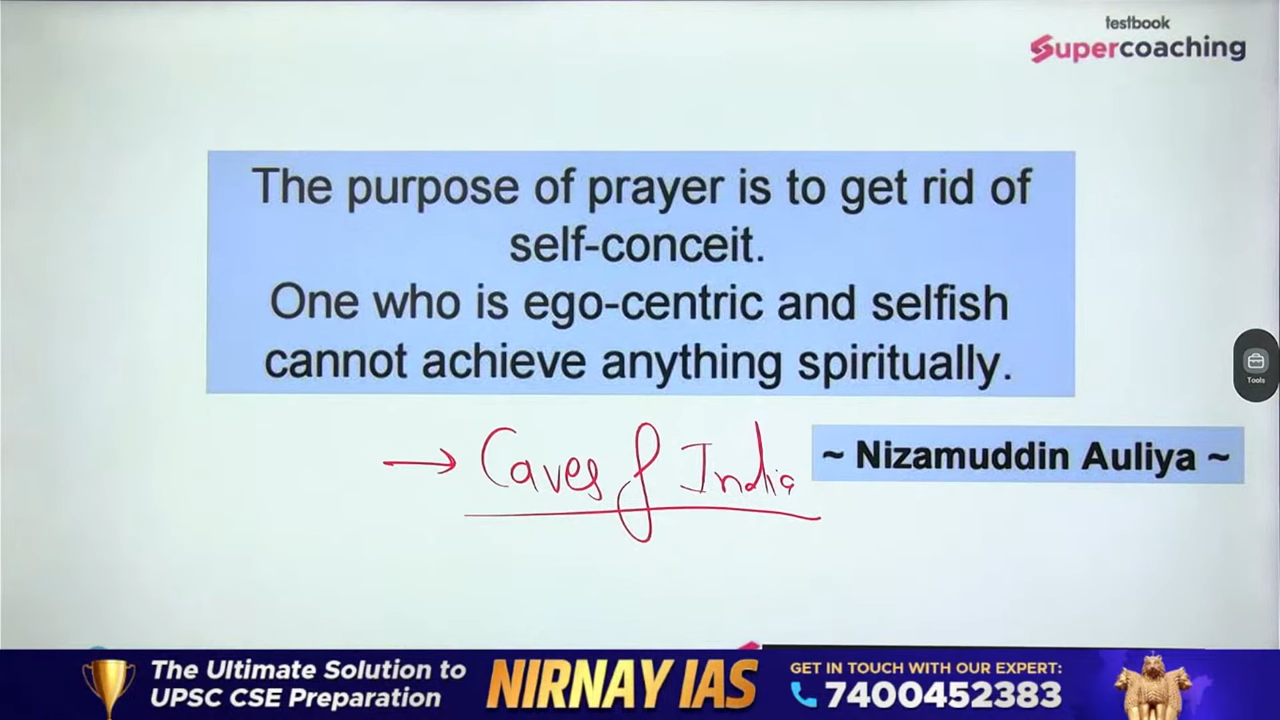 testbook
Supercoaching
The purpose of prayer is to get rid of
self-conceit.
One who is ego-centric and selfish
cannot achieve anything spiritually.
→ Caves of India
~ Nizamuddin Auliya ~
Tools
The Ultimate Solution to
UPSC CSE Preparation
NIRNAY IAS
GET IN TOUCH WITH OUR EXPERT:
7400452383